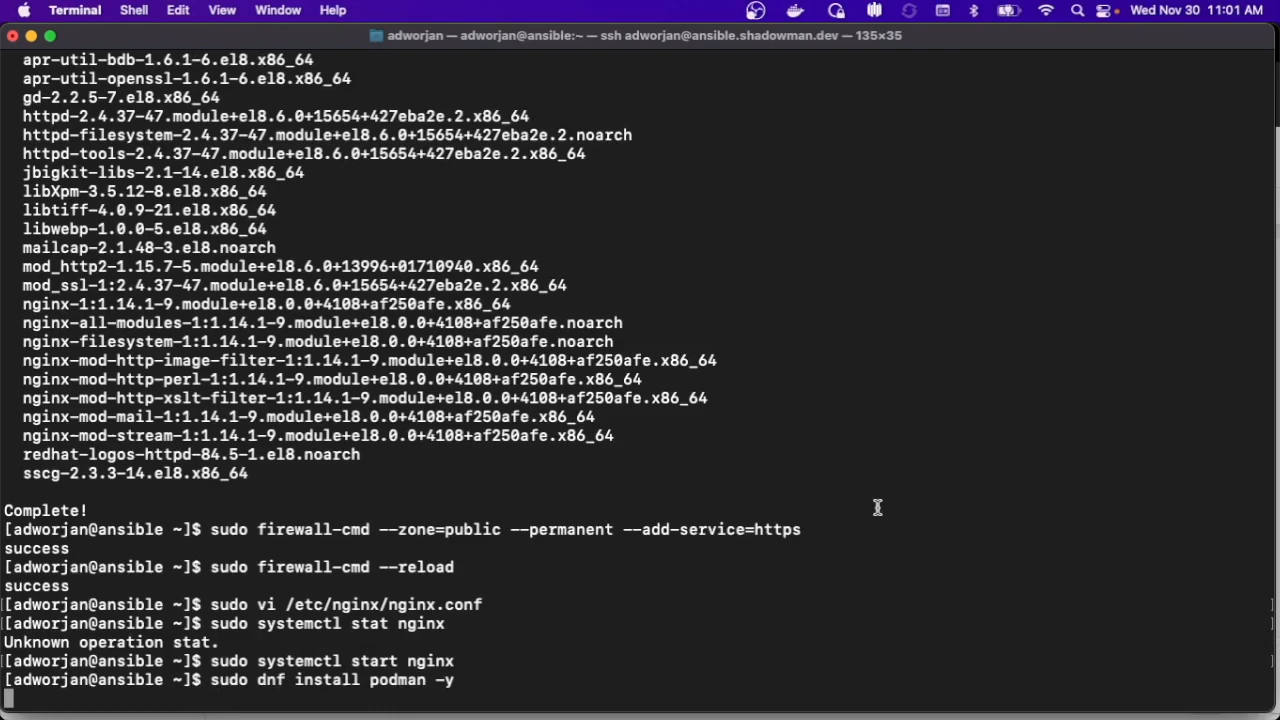 Terminal Shell Edit View Window Help Wed Nov 30 11:01 AM
adworjan — adworjan@ansible:~ — ssh adworjan@ansible.shadowman.dev — 135×35
apr-util-bdb-1.6.1-6.el8.x86_64
apr-util-openssl-1.6.1-6.el8.x86_64
gd-2.2.5-7.el8.x86_64
httpd-2.4.37-47.module+el8.6.0+15654+427eba2e.2.x86_64
httpd-filesystem-2.4.37-47.module+el8.6.0+15654+427eba2e.2.noarch
httpd-tools-2.4.37-47.module+el8.6.0+15654+427eba2e.2.x86_64
jbigkit-libs-2.1-14.el8.x86_64
libXpm-3.5.12-8.el8.x86_64
libtiff-4.0.9-21.el8.x86_64
libwebp-1.0.0-5.el8.x86_64
mailcap-2.1.48-3.el8.noarch
mod_http2-1.15.7-5.module+el8.6.0+13996+01710940.x86_64
mod_ssl-1:2.4.37-47.module+el8.6.0+15654+427eba2e.2.x86_64
nginx-1:1.14.1-9.module+el8.0.0+4108+af250afe.x86_64
nginx-all-modules-1:1.14.1-9.module+el8.0.0+4108+af250afe.noarch
nginx-filesystem-1:1.14.1-9.module+el8.0.0+4108+af250afe.noarch
nginx-mod-http-image-filter-1:1.14.1-9.module+el8.0.0+4108+af250afe.x86_64
nginx-mod-http-perl-1:1.14.1-9.module+el8.0.0+4108+af250afe.x86_64
nginx-mod-http-xslt-filter-1:1.14.1-9.module+el8.0.0+4108+af250afe.x86_64
nginx-mod-mail-1:1.14.1-9.module+el8.0.0+4108+af250afe.x86_64
nginx-mod-stream-1:1.14.1-9.module+el8.0.0+4108+af250afe.x86_64
redhat-logos-httpd-84.5-1.el8.noarch
sscg-2.3.3-14.el8.x86_64
Complete!
[adworjan@ansible ~]$ sudo firewall-cmd --zone=public --permanent --add-service=https
success
[adworjan@ansible ~]$ sudo firewall-cmd --reload
success
[[adworjan@ansible ~]$ sudo vi /etc/nginx/nginx.conf ]
[[adworjan@ansible ~]$ sudo systemctl stat nginx ]
Unknown operation stat.
[[adworjan@ansible ~]$ sudo systemctl start nginx ]
[adworjan@ansible ~]$ sudo dnf install podman -y